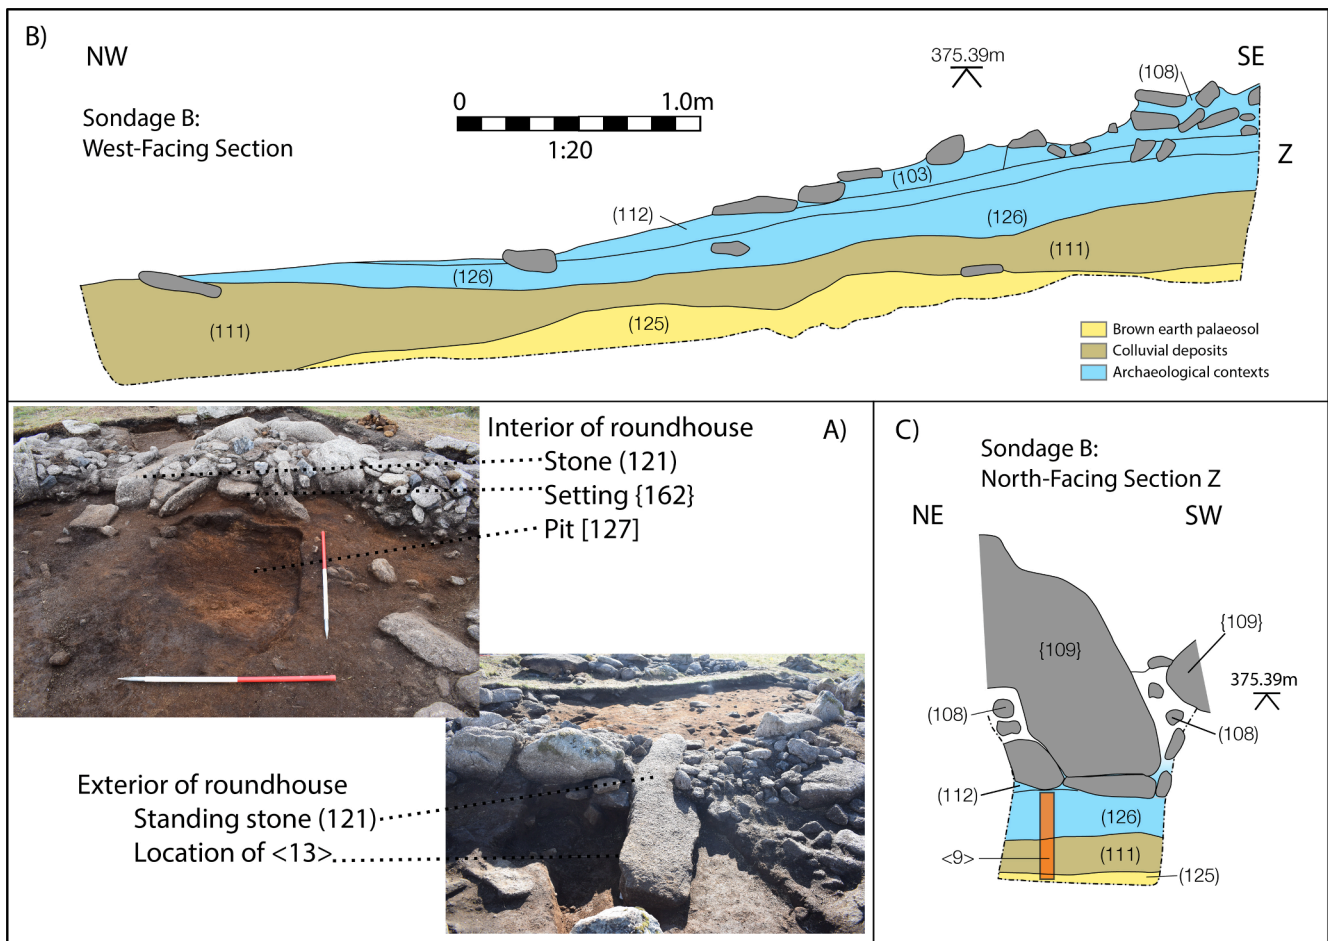 B)
NW
375.39m
(108)
SE
0
1.0m
Sondage B:
West-Facing Section
1:20
Z
(103)
(112)
(126)
(126)
(111)
(111)
(125)
Brown earth palaeosol
Colluvial deposits
Archaeological contexts
Interior of roundhouse
A)
Stone (121)
Setting {162}
Pit [127]
Exterior of roundhouse
Standing stone (121)
Location of <13>
C)
Sondage B:
North-Facing Section Z
NE
SW
{109}
{109}
375.39m
(108)
(108)
(112)
(126)
<9>
(111)
(125)